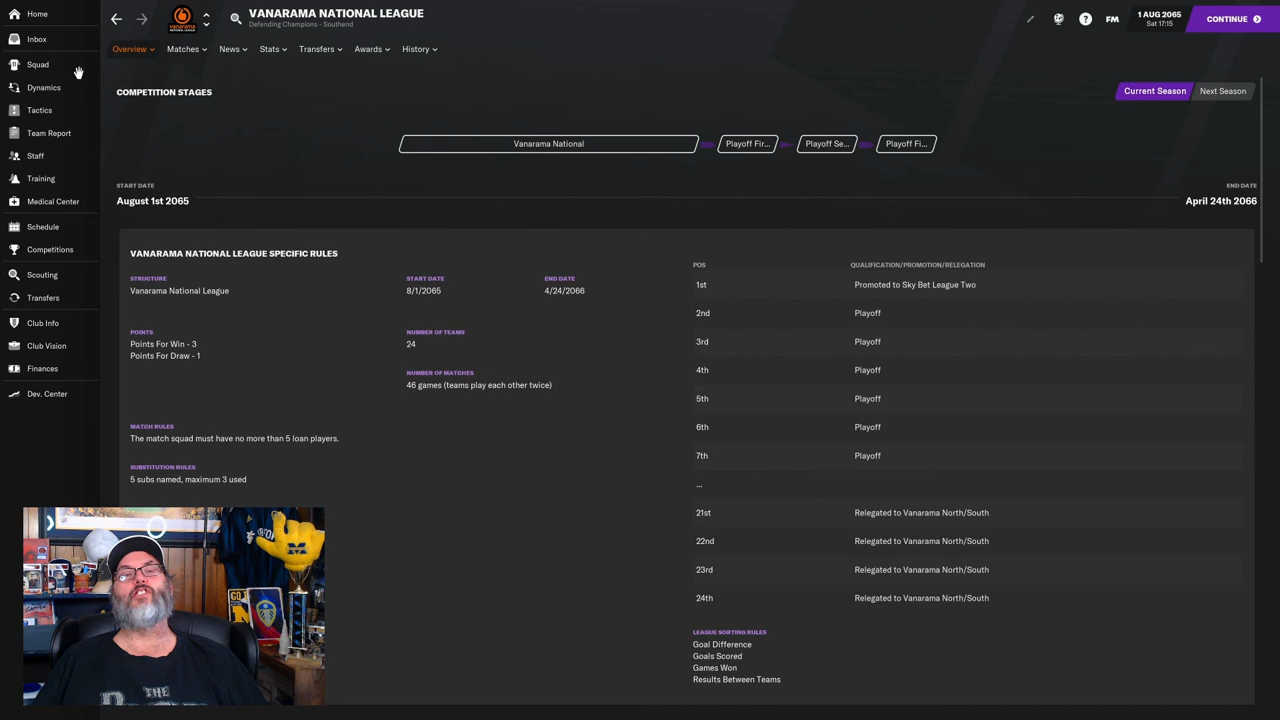 Home
Inbox
Squad
Dynamics
Tactics
Team Report
Staff
Training
Medical Center
Schedule
Competitions
Scouting
Transfers
Club Info
Club Vision
Finances
Dev. Center
VANARAMA NATIONAL LEAGUE
Defending Champions - Southend
FM
1 AUG 2065
Sat 17:15
CONTINUE
Overview
Matches
News
Stats
Transfers
Awards
History
COMPETITION STAGES
Current Season
Next Season
Vanarama National
Playoff Fir...
Playoff Se...
Playoff Fi...
START DATE
August 1st 2065
END DATE
April 24th 2066
VANARAMA NATIONAL LEAGUE SPECIFIC RULES
STRUCTURE
Vanarama National League
START DATE
8/1/2065
END DATE
4/24/2066
POINTS
Points For Win - 3
Points For Draw - 1
NUMBER OF TEAMS
24
NUMBER OF MATCHES
46 games (teams play each other twice)
MATCH RULES
The match squad must have no more than 5 loan players.
SUBSTITUTION RULES
5 subs named, maximum 3 used
POS QUALIFICATION/PROMOTION/RELEGATION
1st Promoted to Sky Bet League Two
2nd Playoff
3rd Playoff
4th Playoff
5th Playoff
6th Playoff
7th Playoff
...
21st Relegated to Vanarama North/South
22nd Relegated to Vanarama North/South
23rd Relegated to Vanarama North/South
24th Relegated to Vanarama North/South
LEAGUE SORTING RULES
Goal Difference
Goals Scored
Games Won
Results Between Teams
M
GO
THE